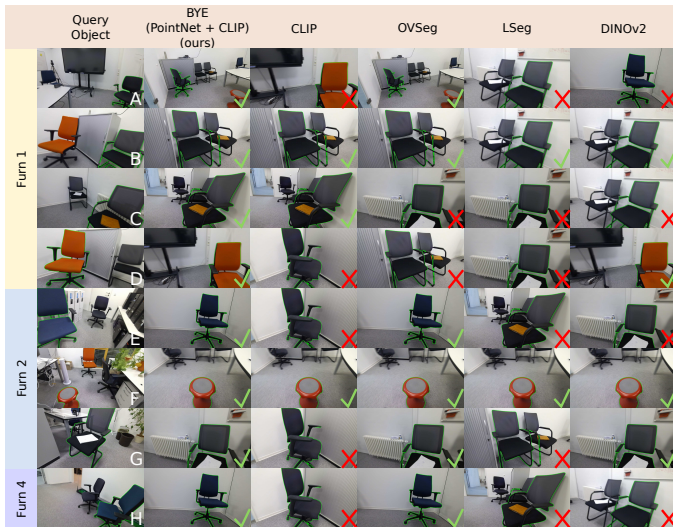 Query
Object
BYE
(PointNet + CLIP)
(ours)
CLIP
OVSeg
LSeg
DINOv2
Furn 1
A
B
C
D
Furn 2
E
F
G
Furn 4
H